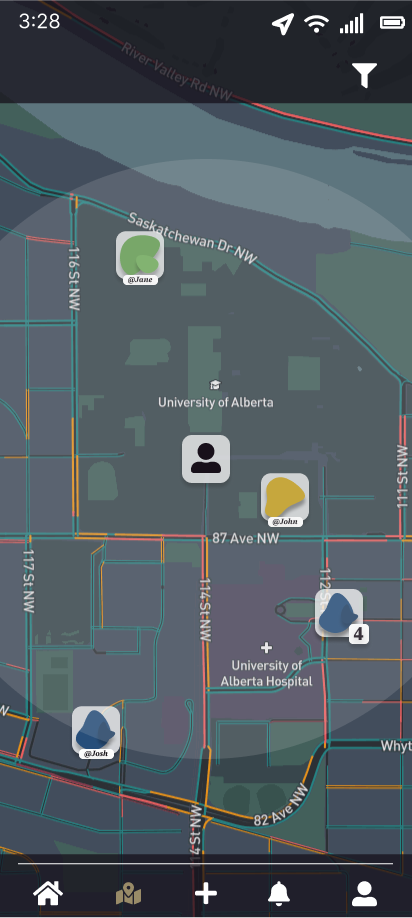 3:28
River Valley Rd NW
Saskatchewan Dr NW
116 St NW
@Jane
University of Alberta
111 St NW
@John
87 Ave NW
117 St NW
114 St NW
112
4
University of
Alberta Hospital
@Josh
W
Whyt
82 Ave NW
114 St NW